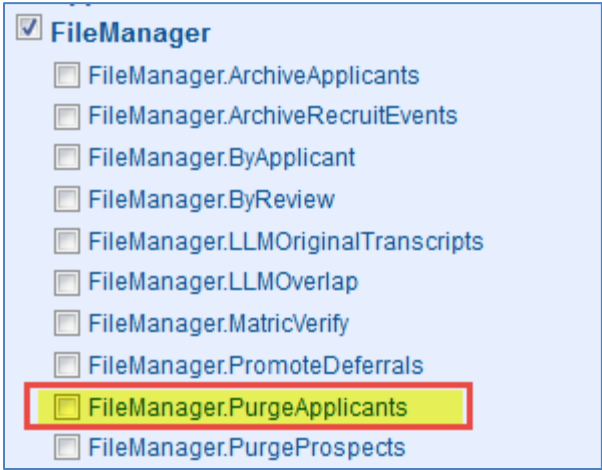 FileManager
FileManager.ArchiveApplicants
FileManager.ArchiveRecruitEvents
FileManager.ByApplicant
FileManager.ByReview
FileManager.LLMOriginalTranscripts
FileManager.LLMOverlap
FileManager.MatricVerify
FileManager.PromoteDeferrals
FileManager.PurgeApplicants
FileManager.PurgeProspects